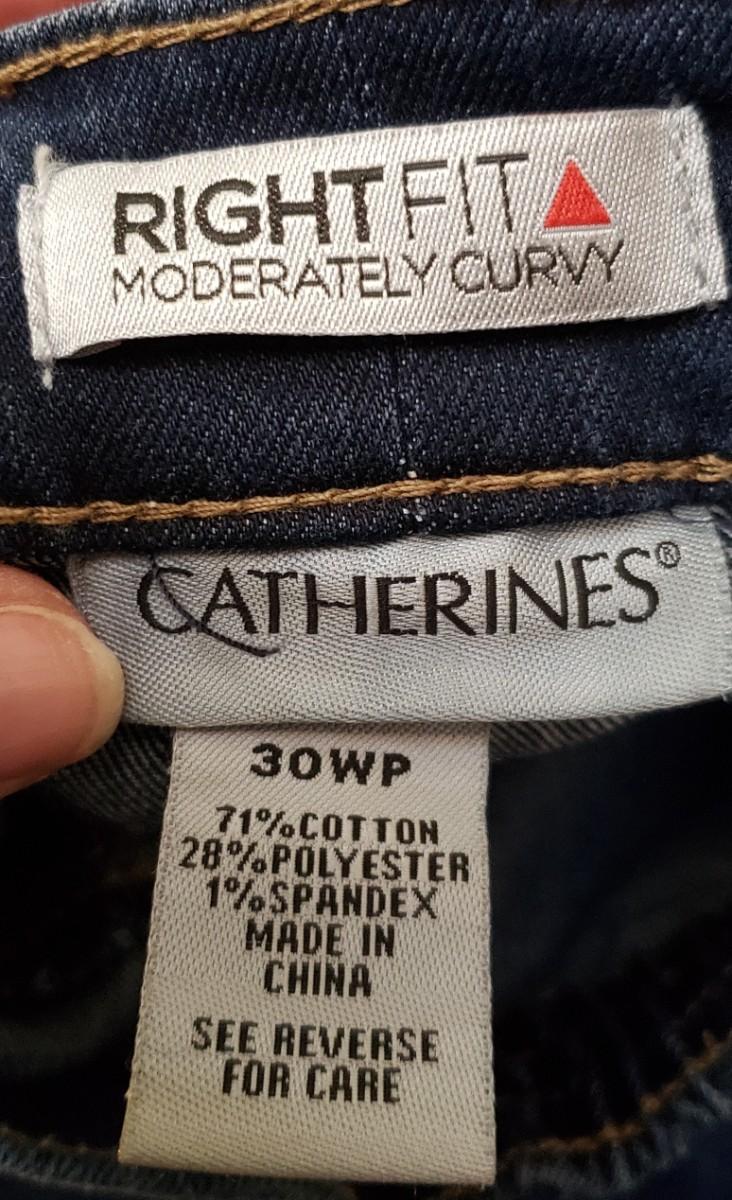 RIGHTFIT
MODERATELY CURVY
CATHERINES®
30WP
71%COTTON
28%POLYESTER
1%SPANDEX
MADE IN
CHINA
SEE REVERSE
FOR CARE